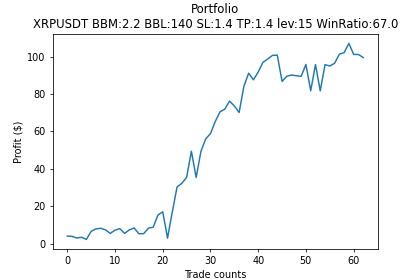 Portfolio
XRPUSDT BBM:2.2 BBL:140 SL:1.4 TP:1.4 lev:15 WinRatio:67.0
100
80
60
40
20
0
Profit ($)
0 10 20 30 40 50 60
Trade counts